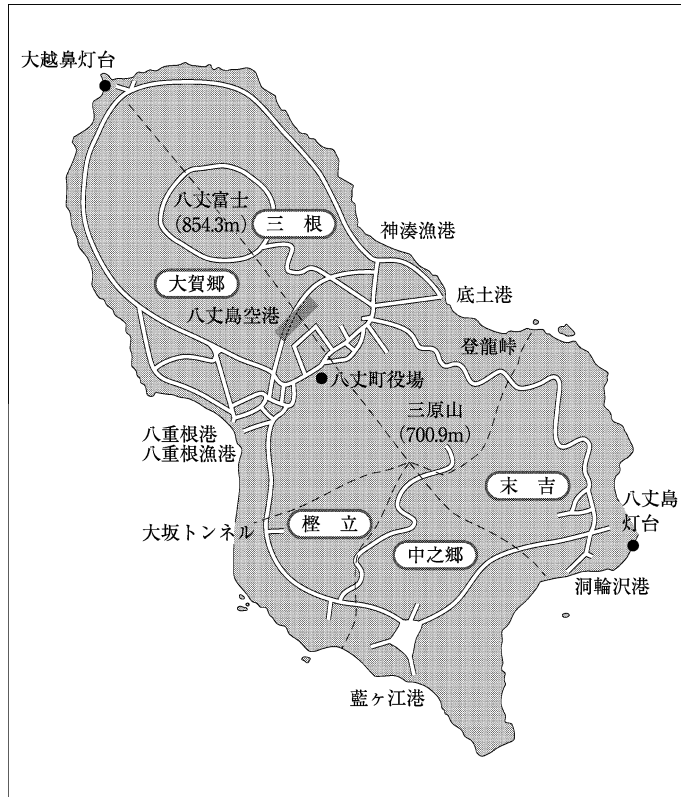 大越鼻灯台
八丈富士
(854.3m)
三 根
神湊漁港
大賀郷
底土港
八丈島空港
登龍峠
八丈町役場
三原山
(700.9m)
八重根港
八重根漁港
末 吉
八丈島
灯台
樫 立
大坂トンネル
中之郷
洞輪沢港
藍ヶ江港